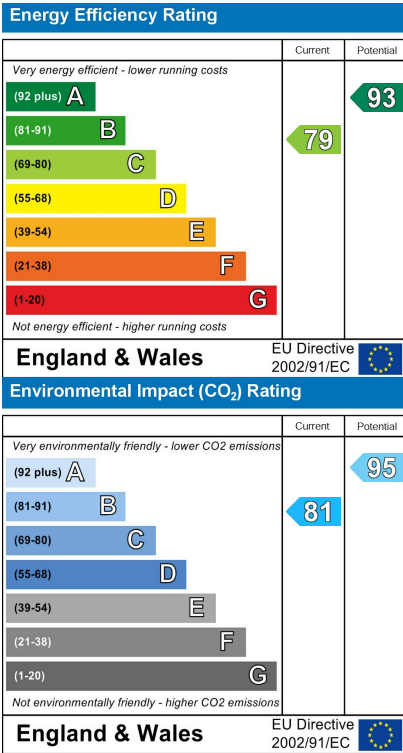 Energy Efficiency Rating
Current Potential
Very energy efficient - lower running costs
(92 plus) A
93
(81-91) B
79
(69-80) C
(55-68) D
(39-54) E
(21-38) F
(1-20) G
Not energy efficient - higher running costs
England & Wales
EU Directive
2002/91/EC
Environmental Impact (CO₂) Rating
Current Potential
Very environmentally friendly - lower CO2 emissions
(92 plus) A
95
(81-91) B
81
(69-80) C
(55-68) D
(39-54) E
(21-38) F
(1-20) G
Not environmentally friendly - higher CO2 emissions
England & Wales
EU Directive
2002/91/EC